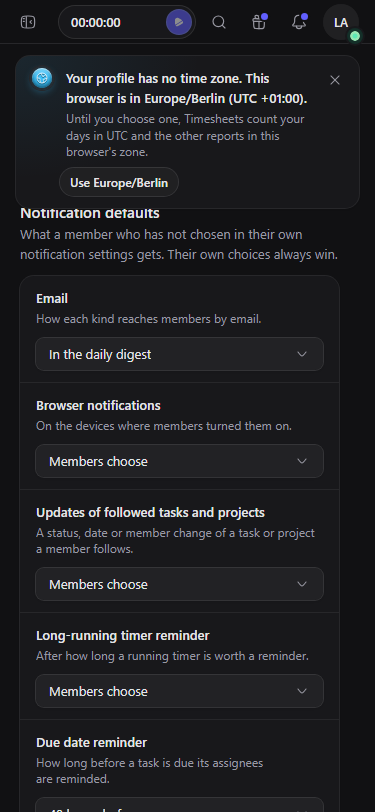 00:00:00
LA
Your profile has no time zone. This
browser is in Europe/Berlin (UTC +01:00).
Until you choose one, Timesheets count your
days in UTC and the other reports in this
browser's zone.
Use Europe/Berlin
Notification defaults
What a member who has not chosen in their own
notification settings gets. Their own choices always win.
Email
How each kind reaches members by email.
In the daily digest
Browser notifications
On the devices where members turned them on.
Members choose
Updates of followed tasks and projects
A status, date or member change of a task or project
a member follows.
Members choose
Long-running timer reminder
After how long a running timer is worth a reminder.
Members choose
Due date reminder
How long before a task is due its assignees
are reminded.